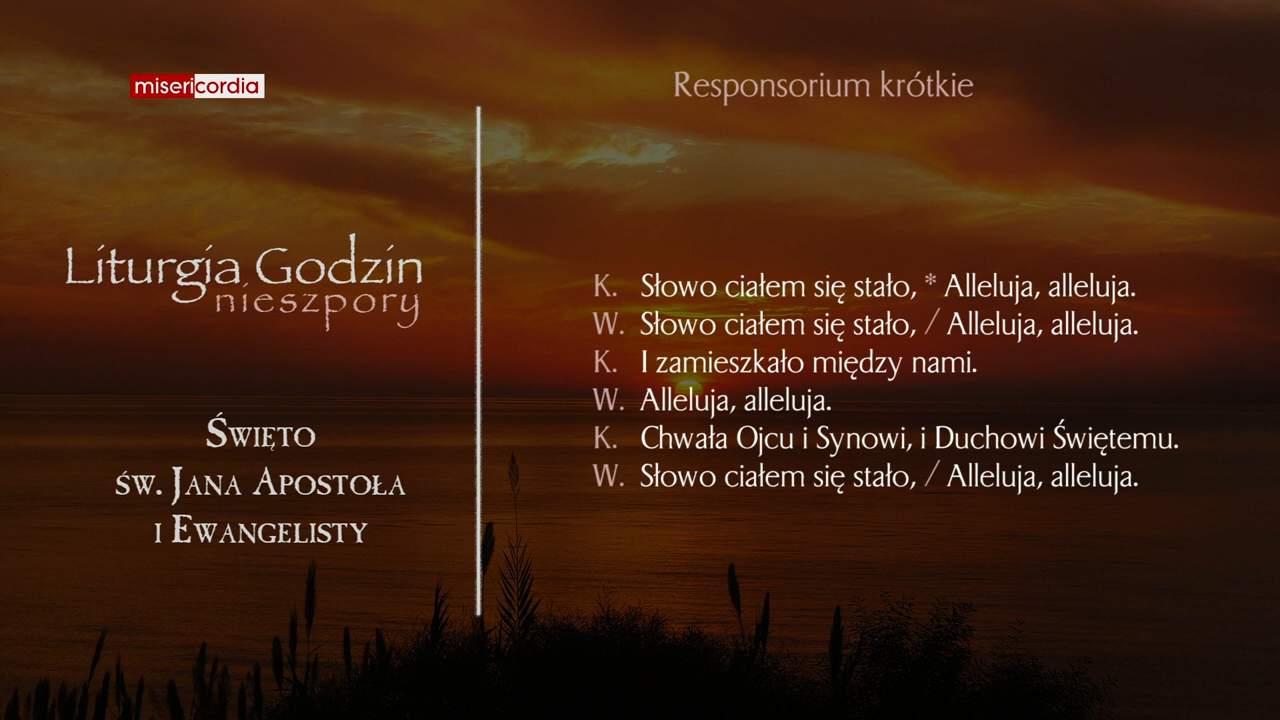 misericordia
Liturgia Godzin
nieszpory
Święto
św. Jana Apostoła
i Ewangelisty
Responsorium krótkie
K. Słowo ciałem się stało, * Alleluja, alleluja.
W. Słowo ciałem się stało, / Alleluja, alleluja.
K. I zamieszkało między nami.
W. Alleluja, alleluja.
K. Chwała Ojcu i Synowi, i Duchowi Świętemu.
W. Słowo ciałem się stało, / Alleluja, alleluja.